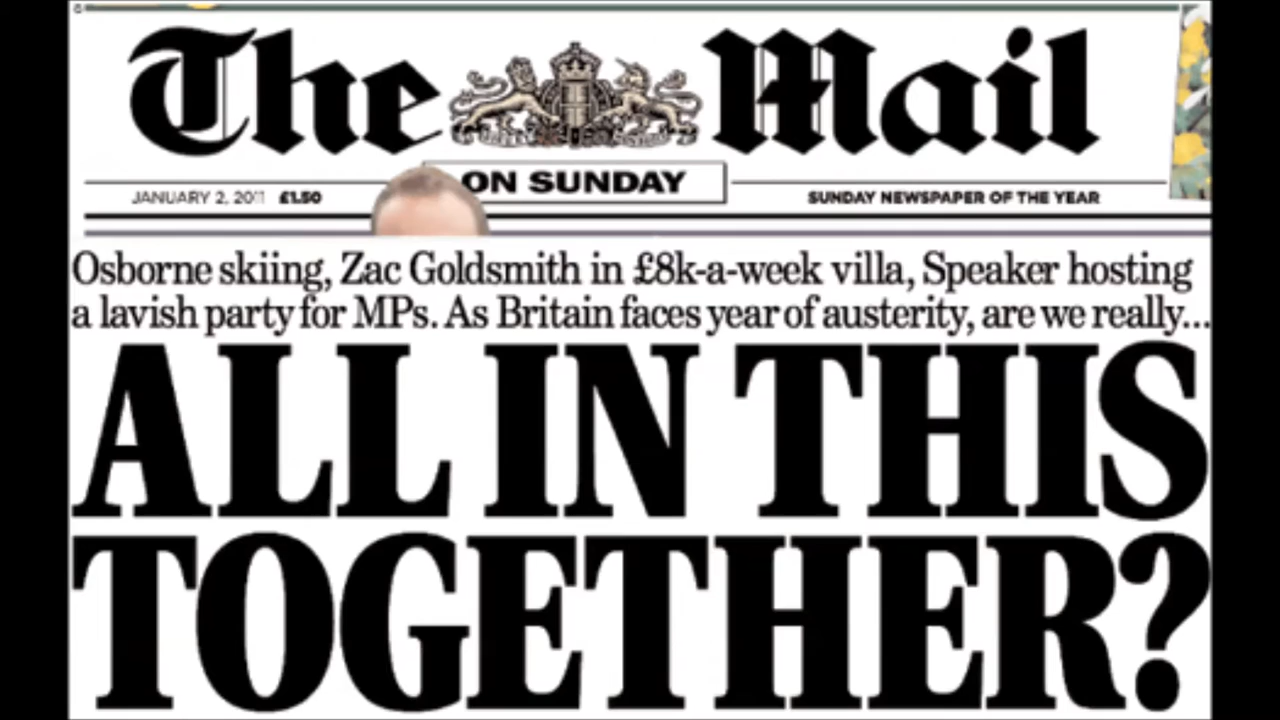 The Mail
ON SUNDAY
JANUARY 2, 2011 £1.50
SUNDAY NEWSPAPER OF THE YEAR
Osborne skiing, Zac Goldsmith in £8k-a-week villa, Speaker hosting
a lavish party for MPs. As Britain faces year of austerity, are we really...
ALL IN THIS
TOGETHER?